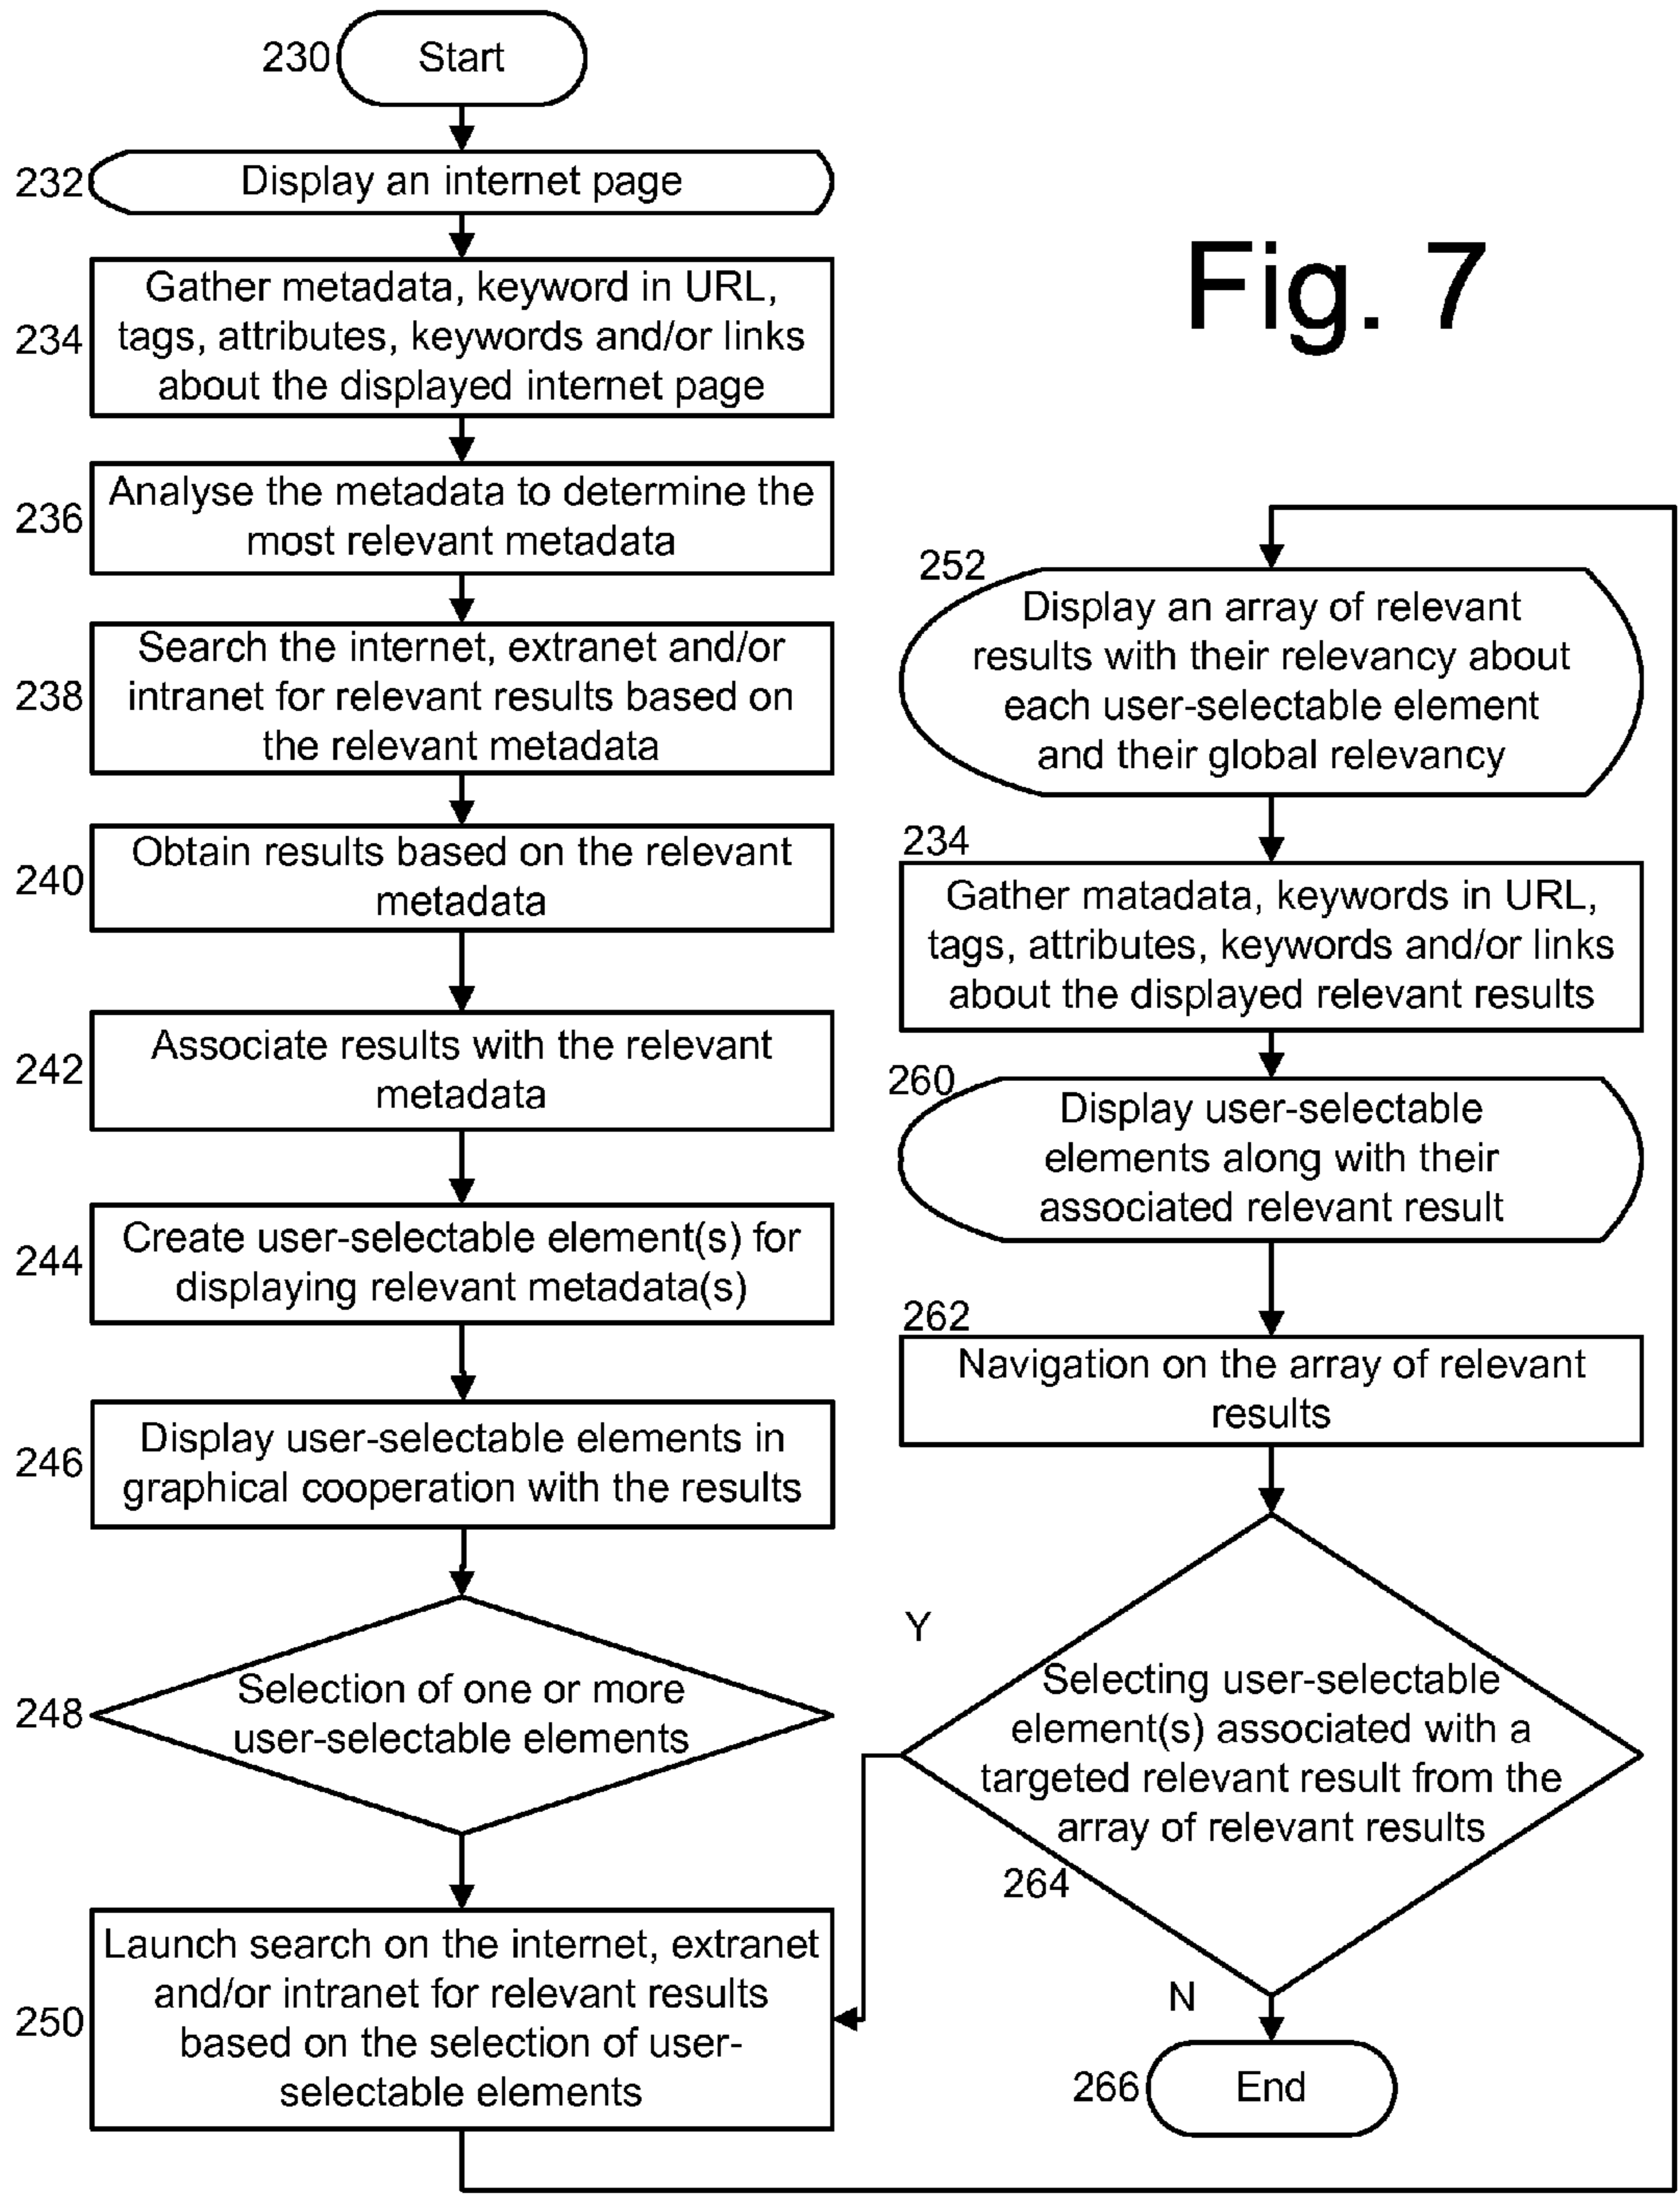 230
Start
232
Display an internet page
234
Gather metadata, keyword in URL,
tags, attributes, keywords and/or links
about the displayed internet page
236
Analyse the metadata to determine the
most relevant metadata
238
Search the internet, extranet and/or
intranet for relevant results based on
the relevant metadata
240
Obtain results based on the relevant
metadata
242
Associate results with the relevant
metadata
244
Create user-selectable element(s) for
displaying relevant metadata(s)
246
Display user-selectable elements in
graphical cooperation with the results
248
Selection of one or more
user-selectable elements
250
Launch search on the internet, extranet
and/or intranet for relevant results
based on the selection of user-
selectable elements
Fig. 7
252
Display an array of relevant
results with their relevancy about
each user-selectable element
and their global relevancy
234
Gather matadata, keywords in URL,
tags, attributes, keywords and/or links
about the displayed relevant results
260
Display user-selectable
elements along with their
associated relevant result
262
Navigation on the array of relevant
results
Y
Selecting user-selectable
element(s) associated with a
targeted relevant result from the
array of relevant results
264
N
266
End